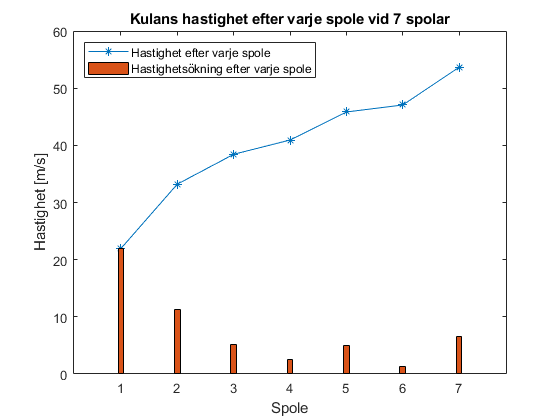 Kulans hastighet efter varje spole vid 7 spolar
Hastighet efter varje spole
Hastighetsökning efter varje spole
60
50
40
30
20
10
0
Hastighet [m/s]
1 2 3 4 5 6 7
Spole